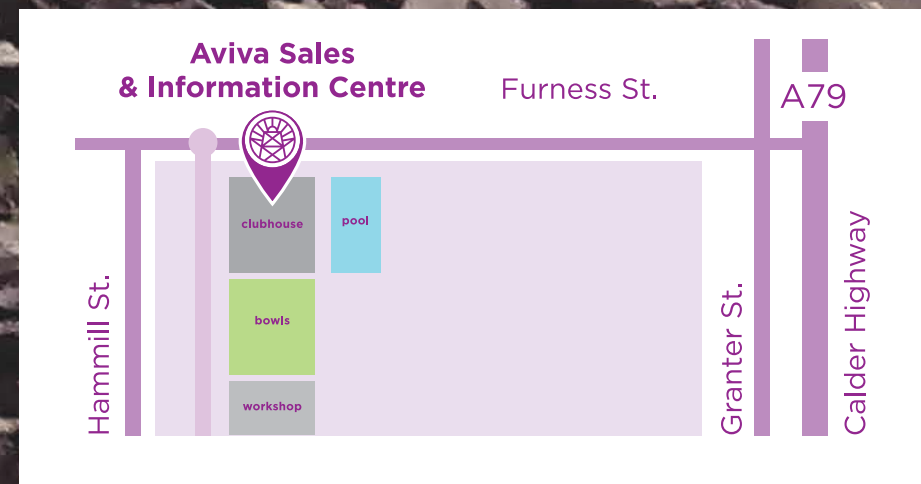 Aviva Sales
& Information Centre
Furness St.
A79
clubhouse
pool
bowls
workshop
Hammill St.
Granter St.
Calder Highway